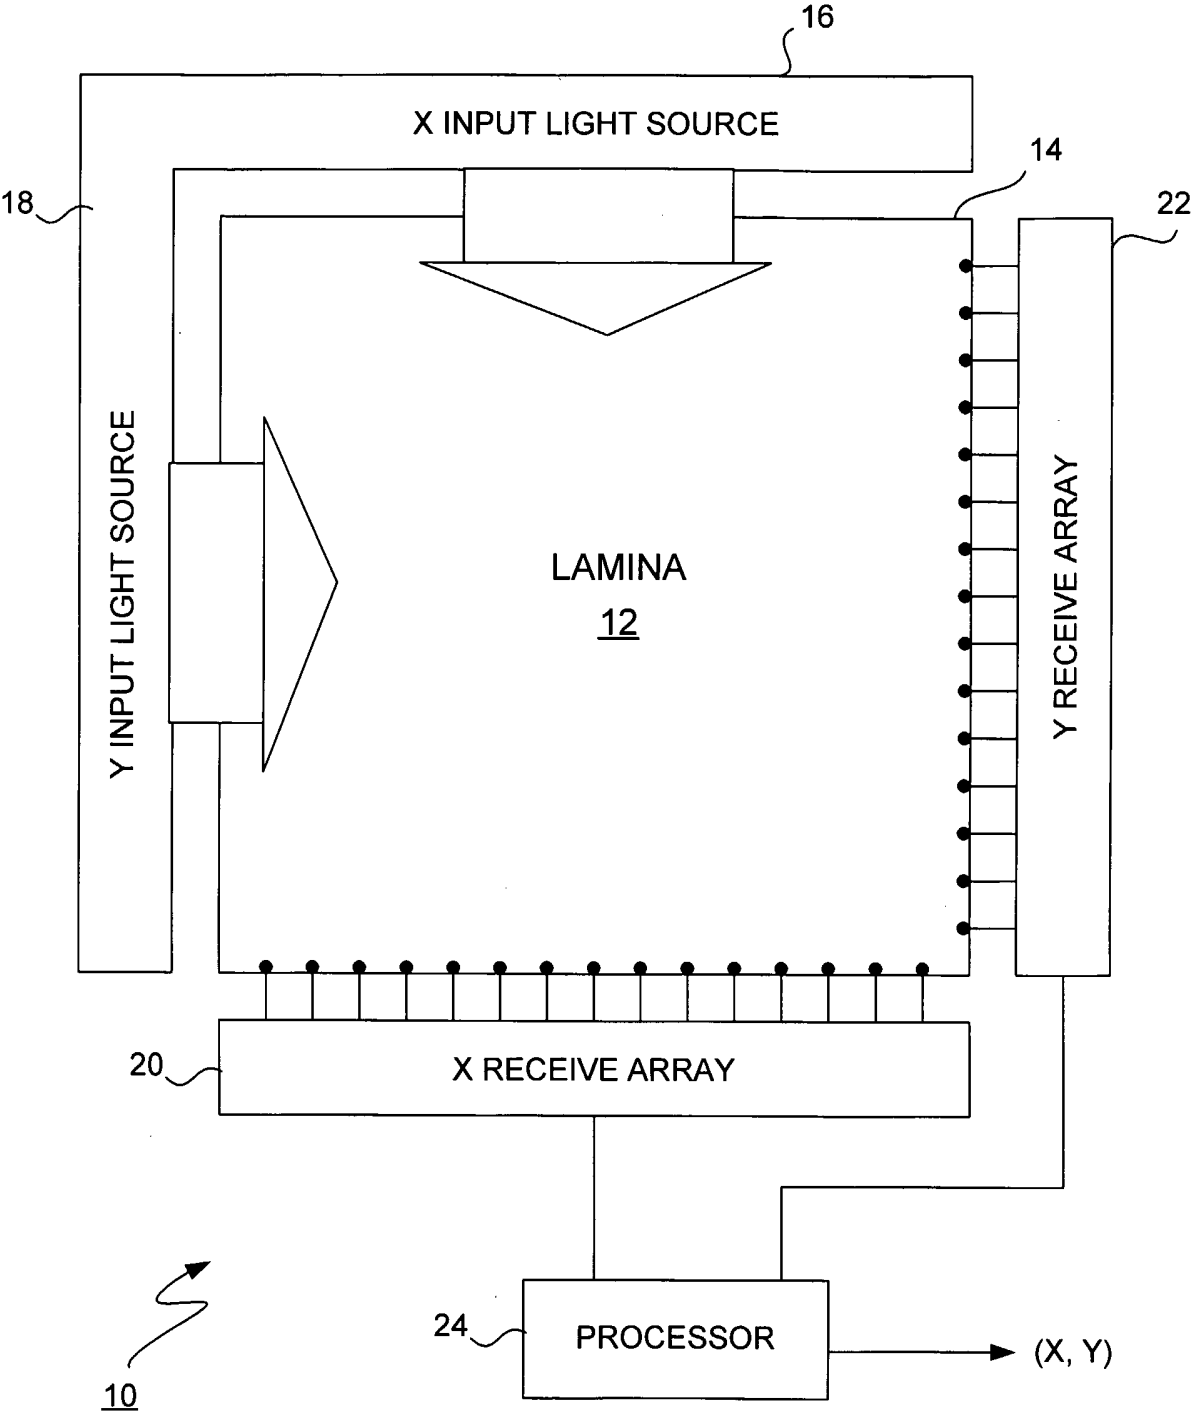 16
X INPUT LIGHT SOURCE
14
18
22
Y INPUT LIGHT SOURCE
LAMINA
12
Y RECEIVE ARRAY
20
X RECEIVE ARRAY
24
PROCESSOR
(X, Y)
10